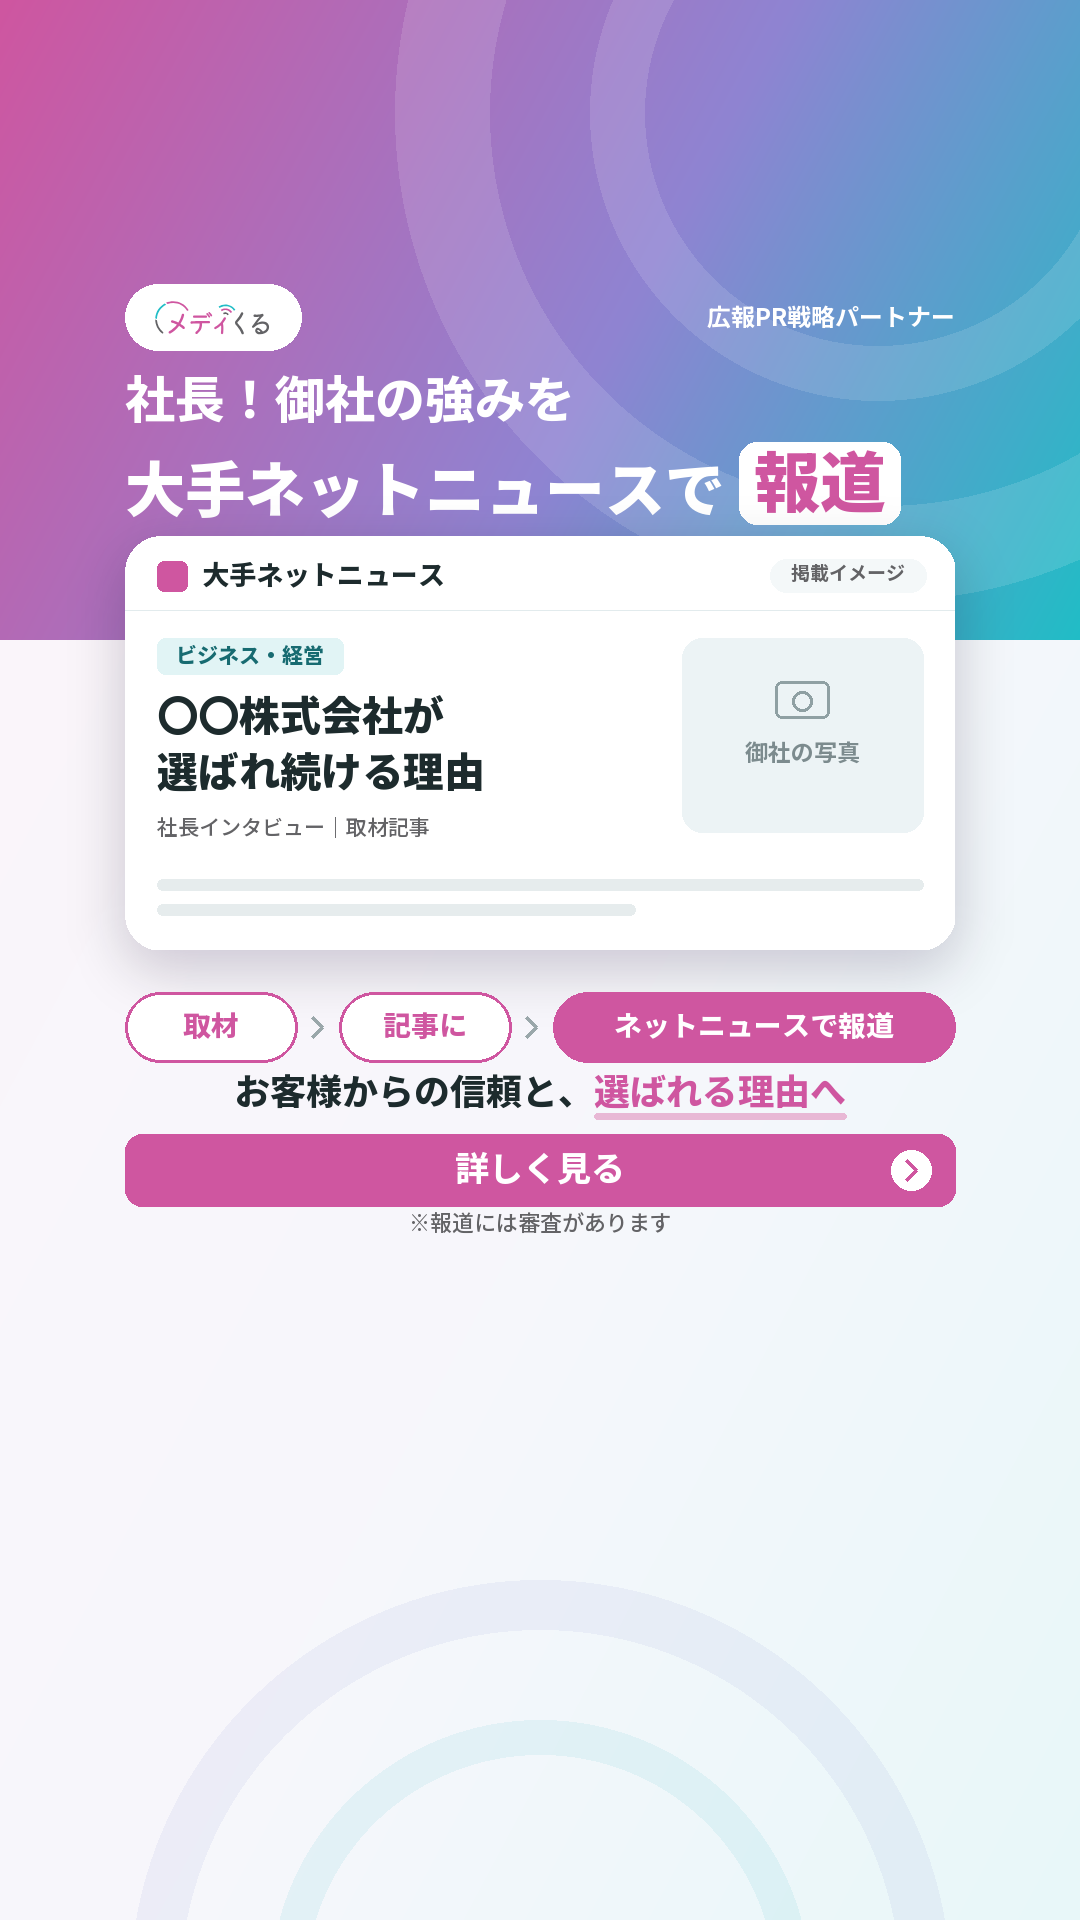 メディくる
広報PR戦略パートナー
社長！御社の強みを
大手ネットニュースで 報道
大手ネットニュース
掲載イメージ
ビジネス・経営
〇〇株式会社が
選ばれ続ける理由
御社の写真
社長インタビュー｜取材記事
取材
記事に
ネットニュースで報道
お客様からの信頼と、選ばれる理由へ
詳しく見る
※報道には審査があります